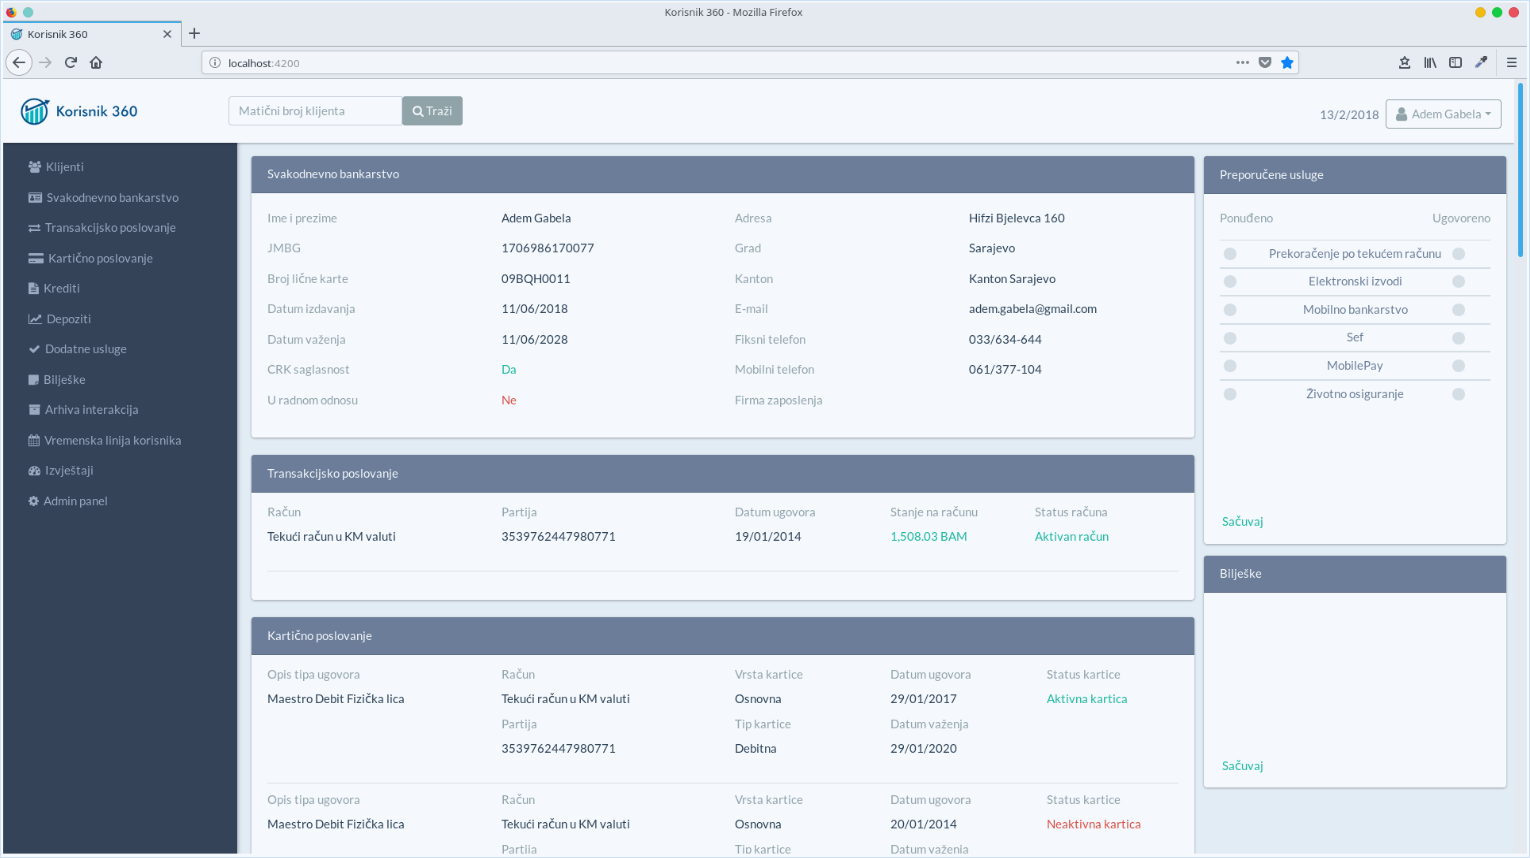 Korisnik 360 - Mozilla Firefox
Korisnik 360
localhost:4200
Korisnik 360
Matični broj klijenta
Traži
13/2/2018
Adem Gabela
Klijenti
Svakodnevno bankarstvo
Transakcijsko poslovanje
Kartično poslovanje
Krediti
Depoziti
Dodatne usluge
Bilješke
Arhiva interakcija
Vremenska linija korisnika
Izvještaji
Admin panel
Svakodnevno bankarstvo
Ime i prezime Adem Gabela Adresa Hifzi Bjelevca 160
JMBG 1706986170077 Grad Sarajevo
Broj lične karte 09BQH0011 Kanton Kanton Sarajevo
Datum izdavanja 11/06/2018 E-mail adem.gabela@gmail.com
Datum važenja 11/06/2028 Fiksni telefon 033/634-644
CRK saglasnost Da Mobilni telefon 061/377-104
U radnom odnosu Ne Firma zaposlenja
Transakcijsko poslovanje
Račun Partija Datum ugovora Stanje na računu Status računa
Tekući račun u KM valuti 3539762447980771 19/01/2014 1,508.03 BAM Aktivan račun
Kartično poslovanje
Opis tipa ugovora Račun Vrsta kartice Datum ugovora Status kartice
Maestro Debit Fizička lica Tekući račun u KM valuti Osnovna 29/01/2017 Aktivna kartica
Partija Tip kartice Datum važenja
3539762447980771 Debitna 29/01/2020
Opis tipa ugovora Račun Vrsta kartice Datum ugovora Status kartice
Maestro Debit Fizička lica Tekući račun u KM valuti Osnovna 20/01/2014 Neaktivna kartica
Partija Tip kartice Datum važenja
Preporučene usluge
Ponuđeno Ugovoreno
Prekoračenje po tekućem računu
Elektronski izvodi
Mobilno bankarstvo
Sef
MobilePay
Životno osiguranje
Sačuvaj
Bilješke
Sačuvaj